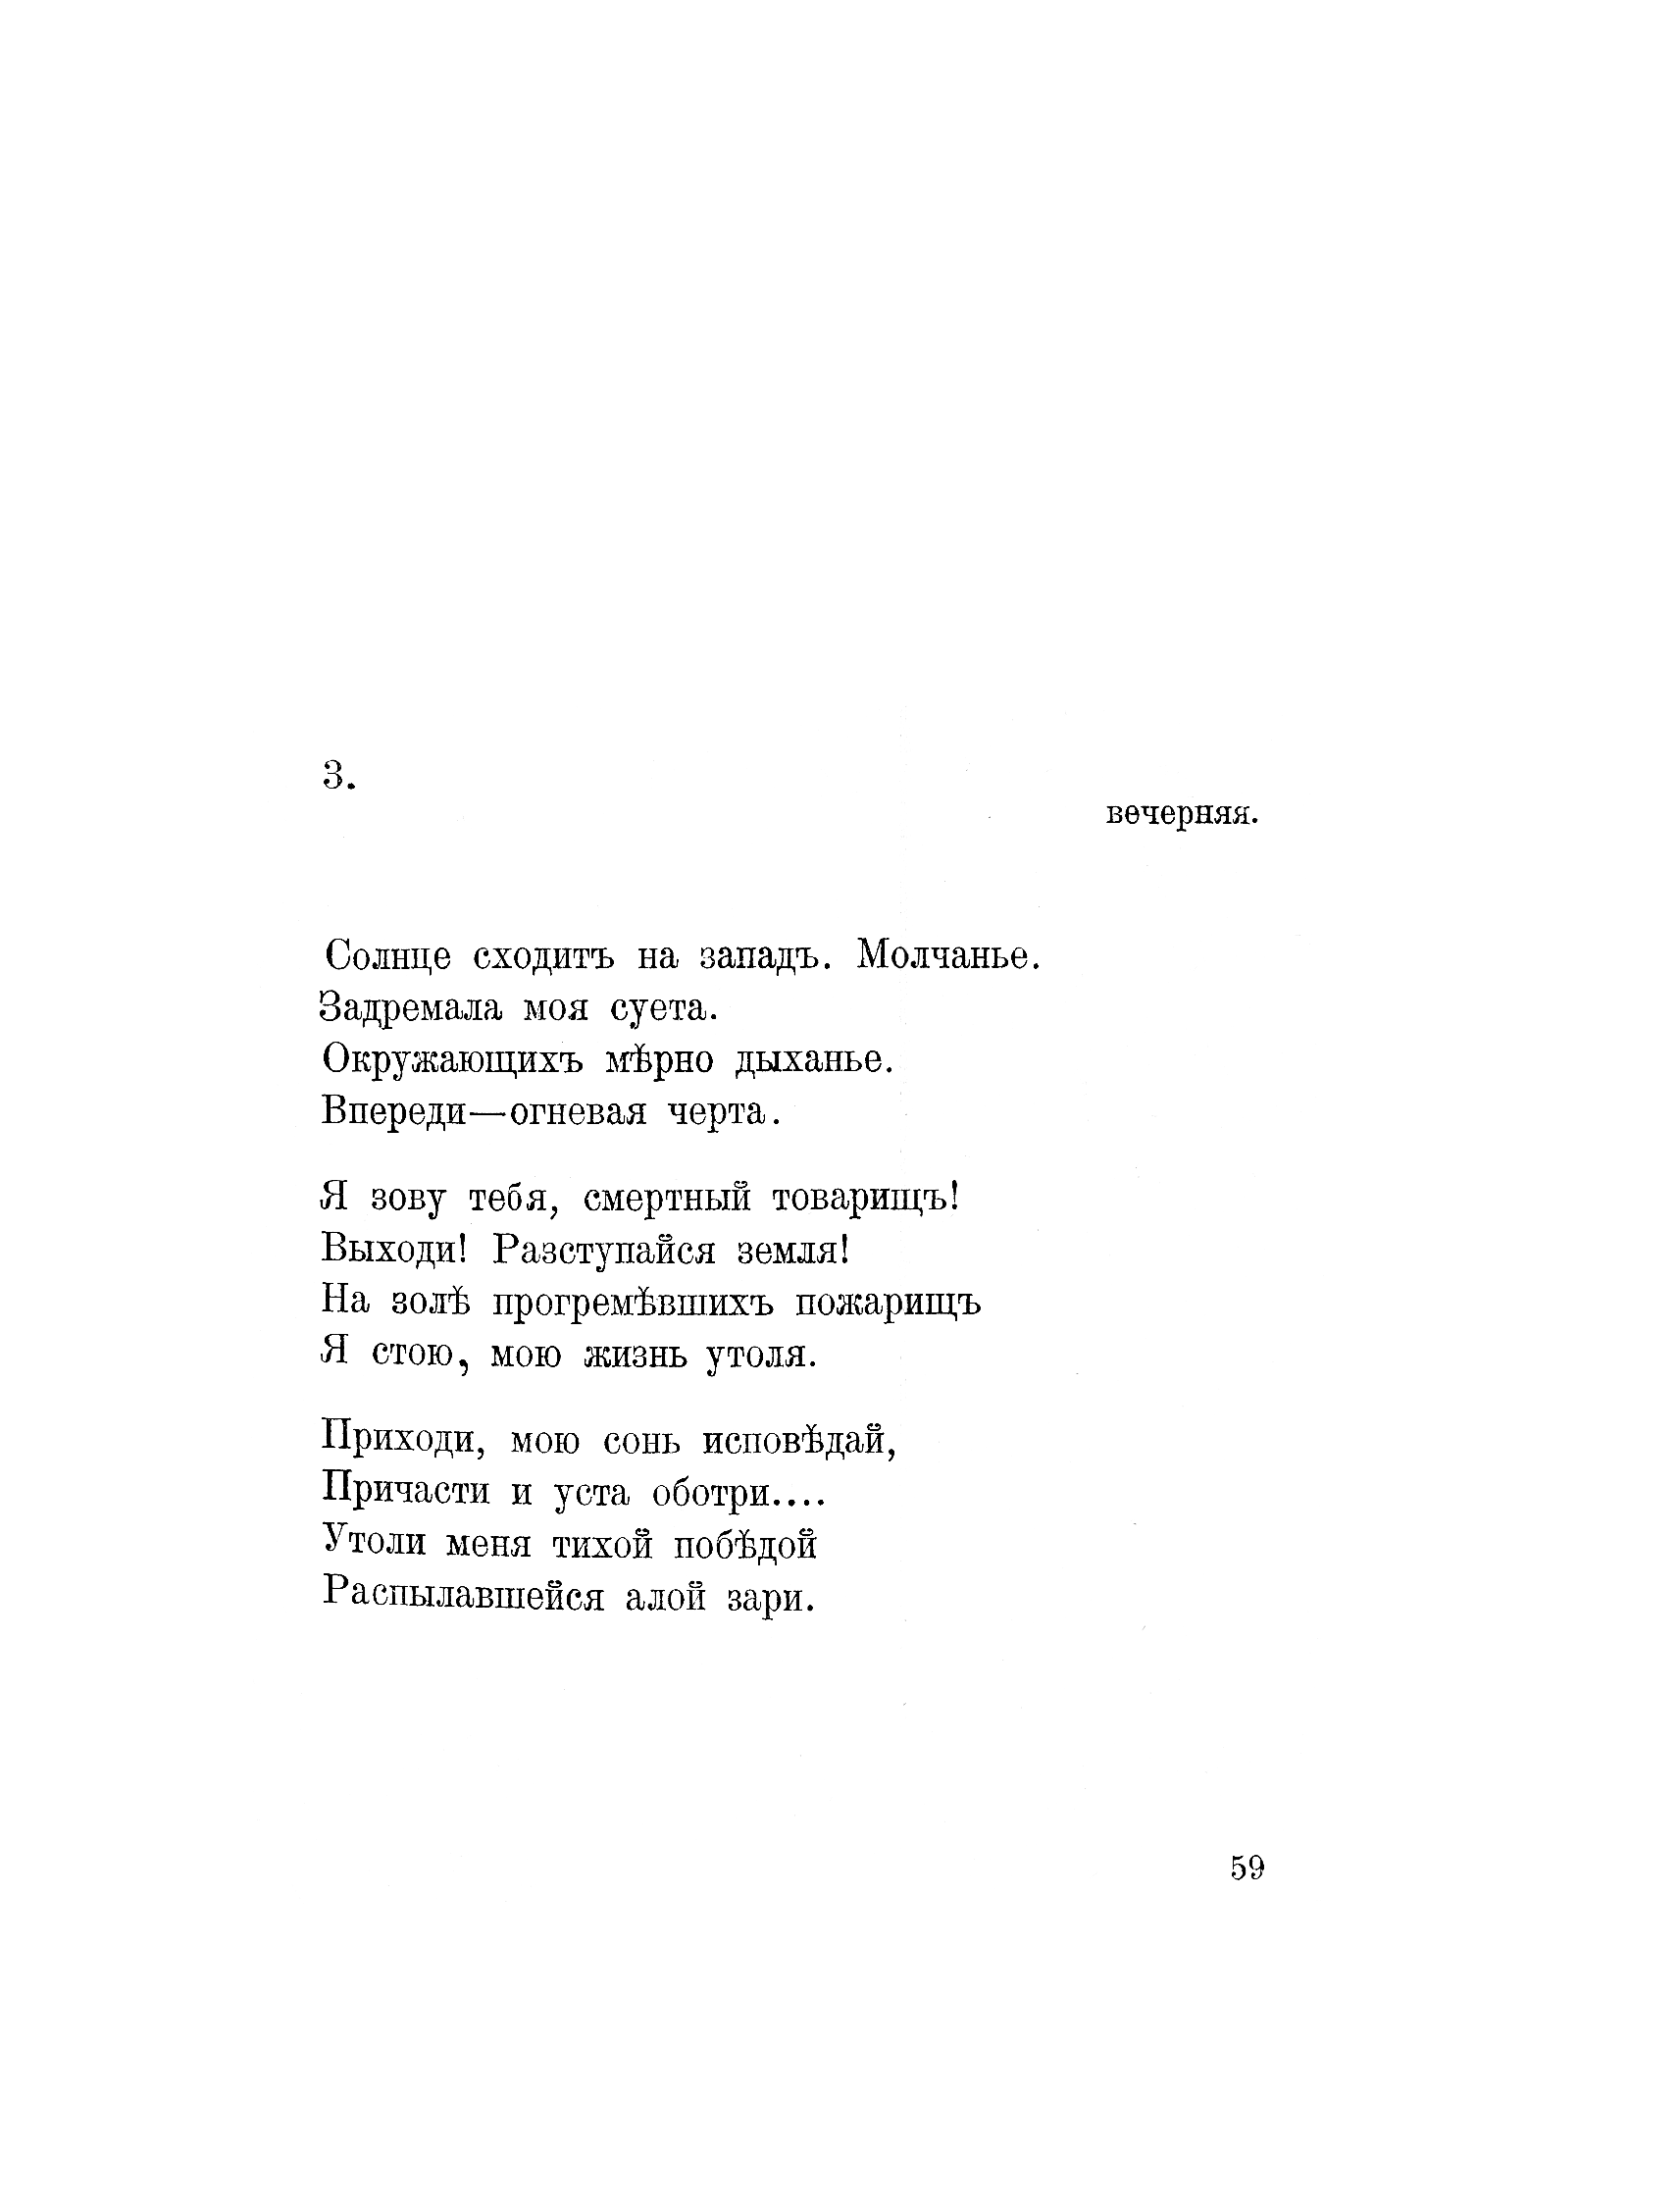 3.
вечерняя.
Солнце сходитъ на западъ. Молчанье.
Задремала моя суета.
Окружающихъ мѣрно дыханье.
Впереди—огневая черта.
Я зову тебя, смертный товарищъ!
Выходи! Разступайся земля!
На золѣ прогремѣвшихъ пожарищъ
Я стою, мою жизнь утоля.
Приходи, мою сонь исповѣдай,
Причасти и уста оботри....
Утоли меня тихой побѣдой
Распылавшейся алой зари.
59